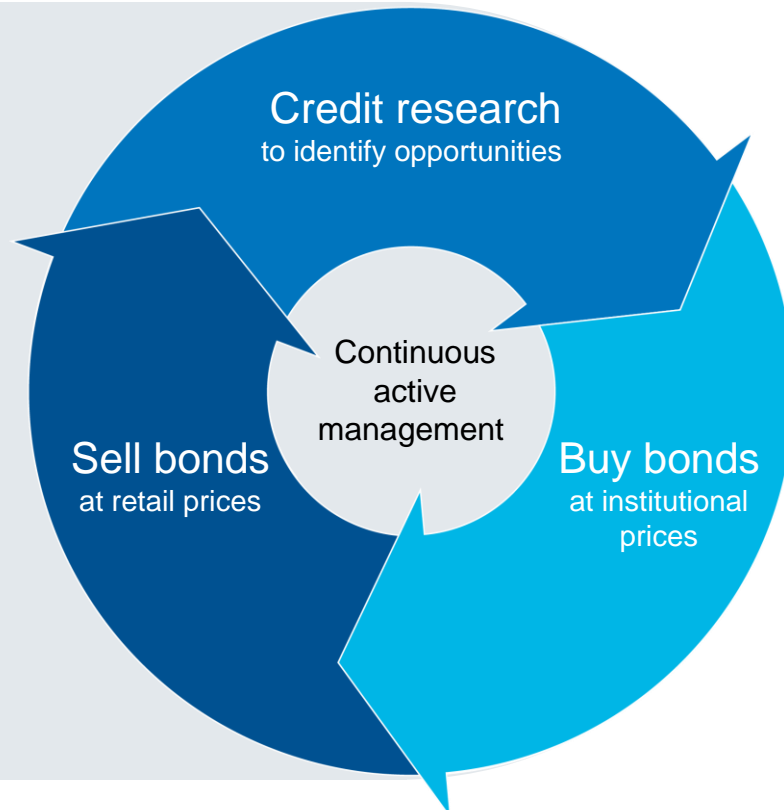 Credit research
to identify opportunities
Continuous
active
management
Sell bonds
at retail prices
Buy bonds
at institutional
prices